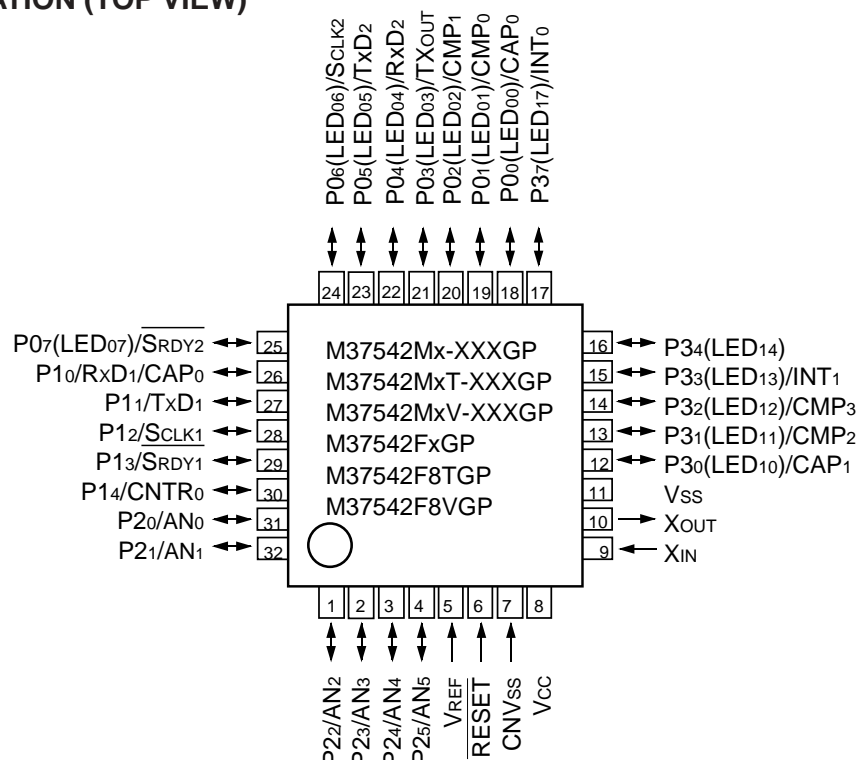 ATION (TOP VIEW)
P06(LED06)/SCLK2
P05(LED05)/TxD2
P04(LED04)/RxD2
P03(LED03)/TXOUT
P02(LED02)/CMP1
P01(LED01)/CMP0
P00(LED00)/CAP0
P37(LED17)/INT0
24 23 22 21 20 19 18 17
P07(LED07)/SRDY2 25
P10/RxD1/CAP0 26
P11/TxD1 27
P12/SCLK1 28
P13/SRDY1 29
P14/CNTR0 30
P20/AN0 31
P21/AN1 32
M37542Mx-XXXGP
M37542MxT-XXXGP
M37542MxV-XXXGP
M37542FxGP
M37542F8TGP
M37542F8VGP
16 P34(LED14)
15 P33(LED13)/INT1
14 P32(LED12)/CMP3
13 P31(LED11)/CMP2
12 P30(LED10)/CAP1
11 VSS
10 XOUT
9 XIN
1 2 3 4 5 6 7 8
P22/AN2
P23/AN3
P24/AN4
P25/AN5
VREF
RESET
CNVSS
VCC